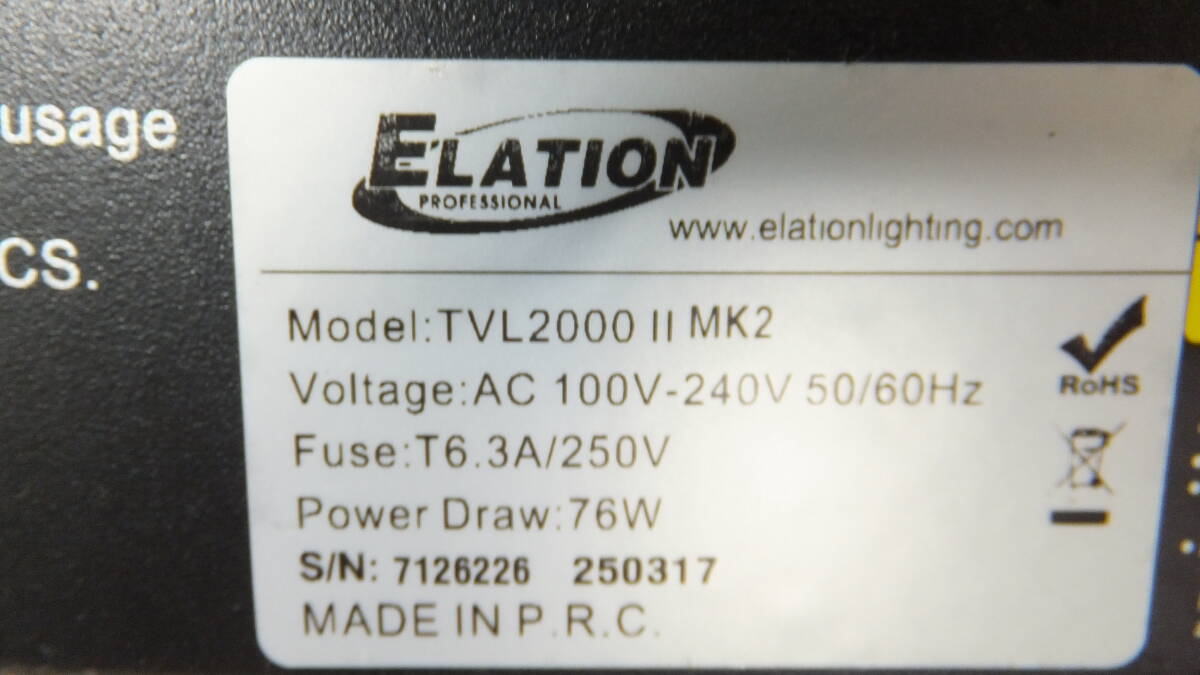 usage
CS.
ELATION
PROFESSIONAL
www.elationlighting.com
Model:TVL2000 II MK2
Voltage:AC 100V-240V 50/60Hz
Fuse:T6.3A/250V
Power Draw:76W
S/N: 7126226 250317
MADE IN P.R.C.
RoHS